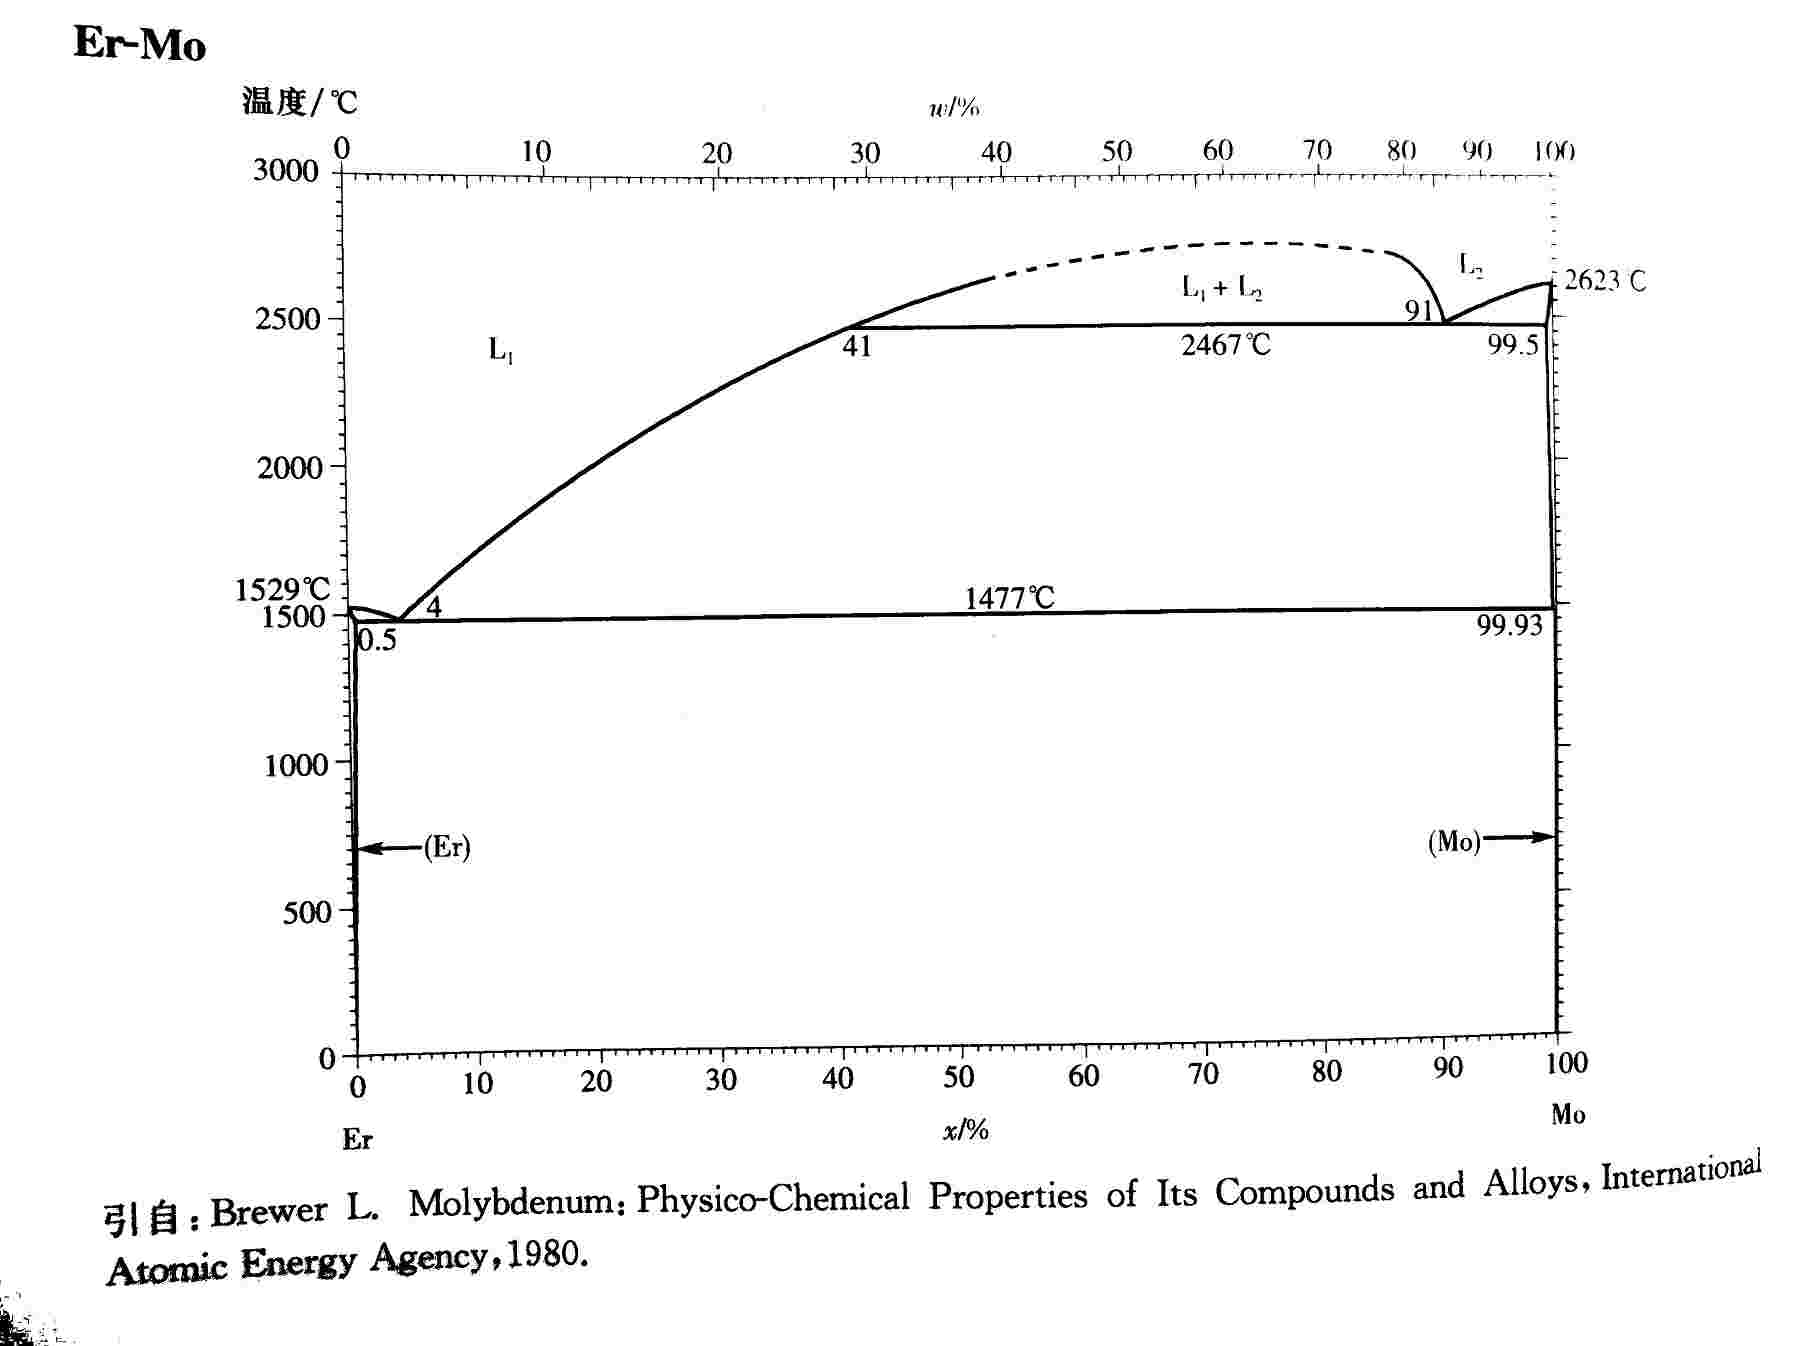 Er-Mo
温度/℃
w/%
0 10 20 30 40 50 60 70 80 90 100
3000
L₂
2623 C
L₁ + L₂
91
2500
41 2467℃ 99.5
L₁
2000
1529℃
4 1477℃
1500
0.5 99.93
1000
(Er) (Mo)
500
0
0 10 20 30 40 50 60 70 80 90 100
Er x/% Mo
引自：Brewer L. Molybdenum: Physico-Chemical Properties of Its Compounds and Alloys, International
Atomic Energy Agency,1980.